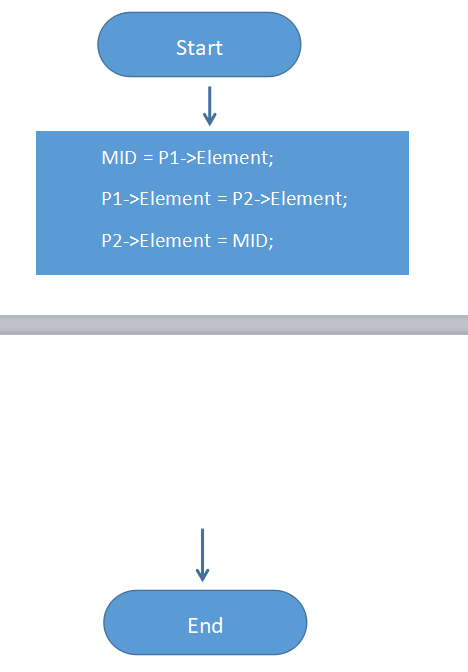 Start
MID = P1->Element;
P1->Element = P2->Element;
P2->Element = MID;
End